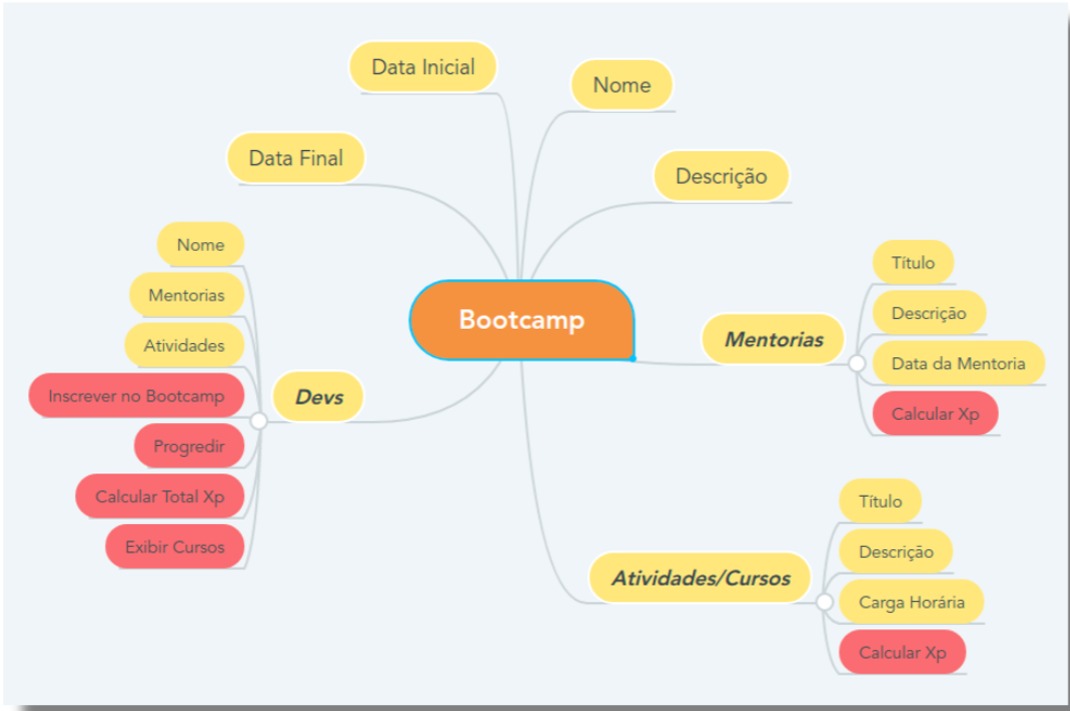 Data Inicial
Nome
Data Final
Descrição
Bootcamp
Nome
Mentorias
Atividades
Inscrever no Bootcamp
Progredir
Calcular Total Xp
Exibir Cursos
Devs
Mentorias
Título
Descrição
Data da Mentoria
Calcular Xp
Atividades/Cursos
Título
Descrição
Carga Horária
Calcular Xp